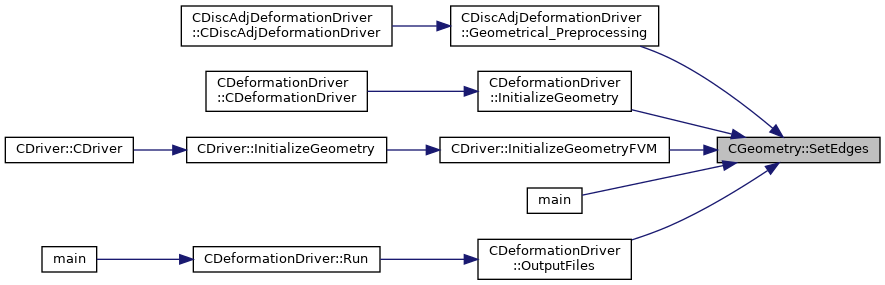 CDiscAdjDeformationDriver
::CDiscAdjDeformationDriver
CDiscAdjDeformationDriver
::Geometrical_Preprocessing
CDeformationDriver
::CDeformationDriver
CDeformationDriver
::InitializeGeometry
CDriver::CDriver
CDriver::InitializeGeometry
CDriver::InitializeGeometryFVM
CGeometry::SetEdges
main
main
CDeformationDriver::Run
CDeformationDriver
::OutputFiles